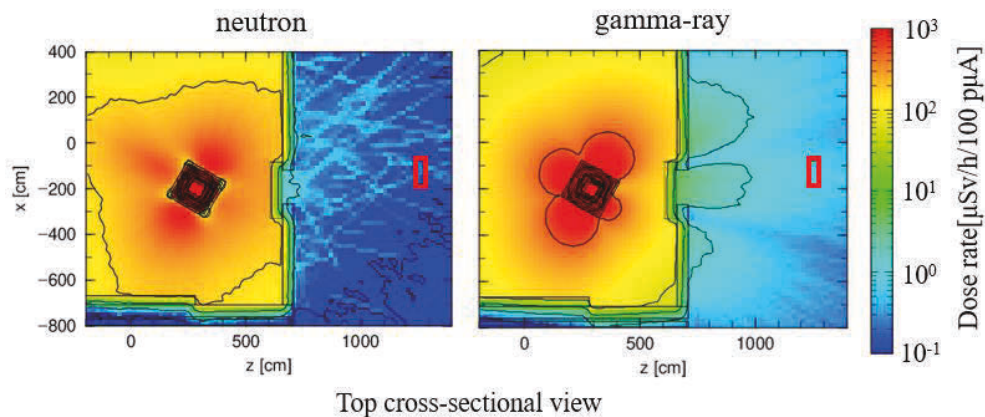 neutron
gamma-ray
400
200
0
−200
−400
−600
−800
x [cm]
0
500
1000
z [cm]
0
500
1000
z [cm]
10³
10²
10¹
10⁰
10⁻¹
Dose rate[μSv/h/100 pμA]
Top cross-sectional view